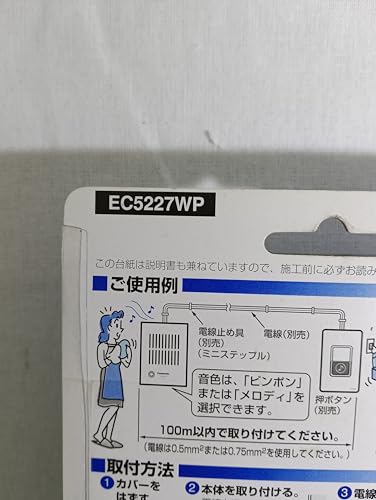 EC5227WP
この台紙は説明書も兼ねていますので、施工前に必ずお読み
■ご使用例
電線止め具
(別売)
(ミニステップル)
電線(別売)
音色は、「ピンポン」
または「メロディ」を
選択できます。
押ボタン
(別売)
100m以内で取り付けてください。
(電線は0.5mm²または0.75mm²を使用してください。)
■取付方法
❶カバーを
はずす
❷本体を取り付ける。
❸電線